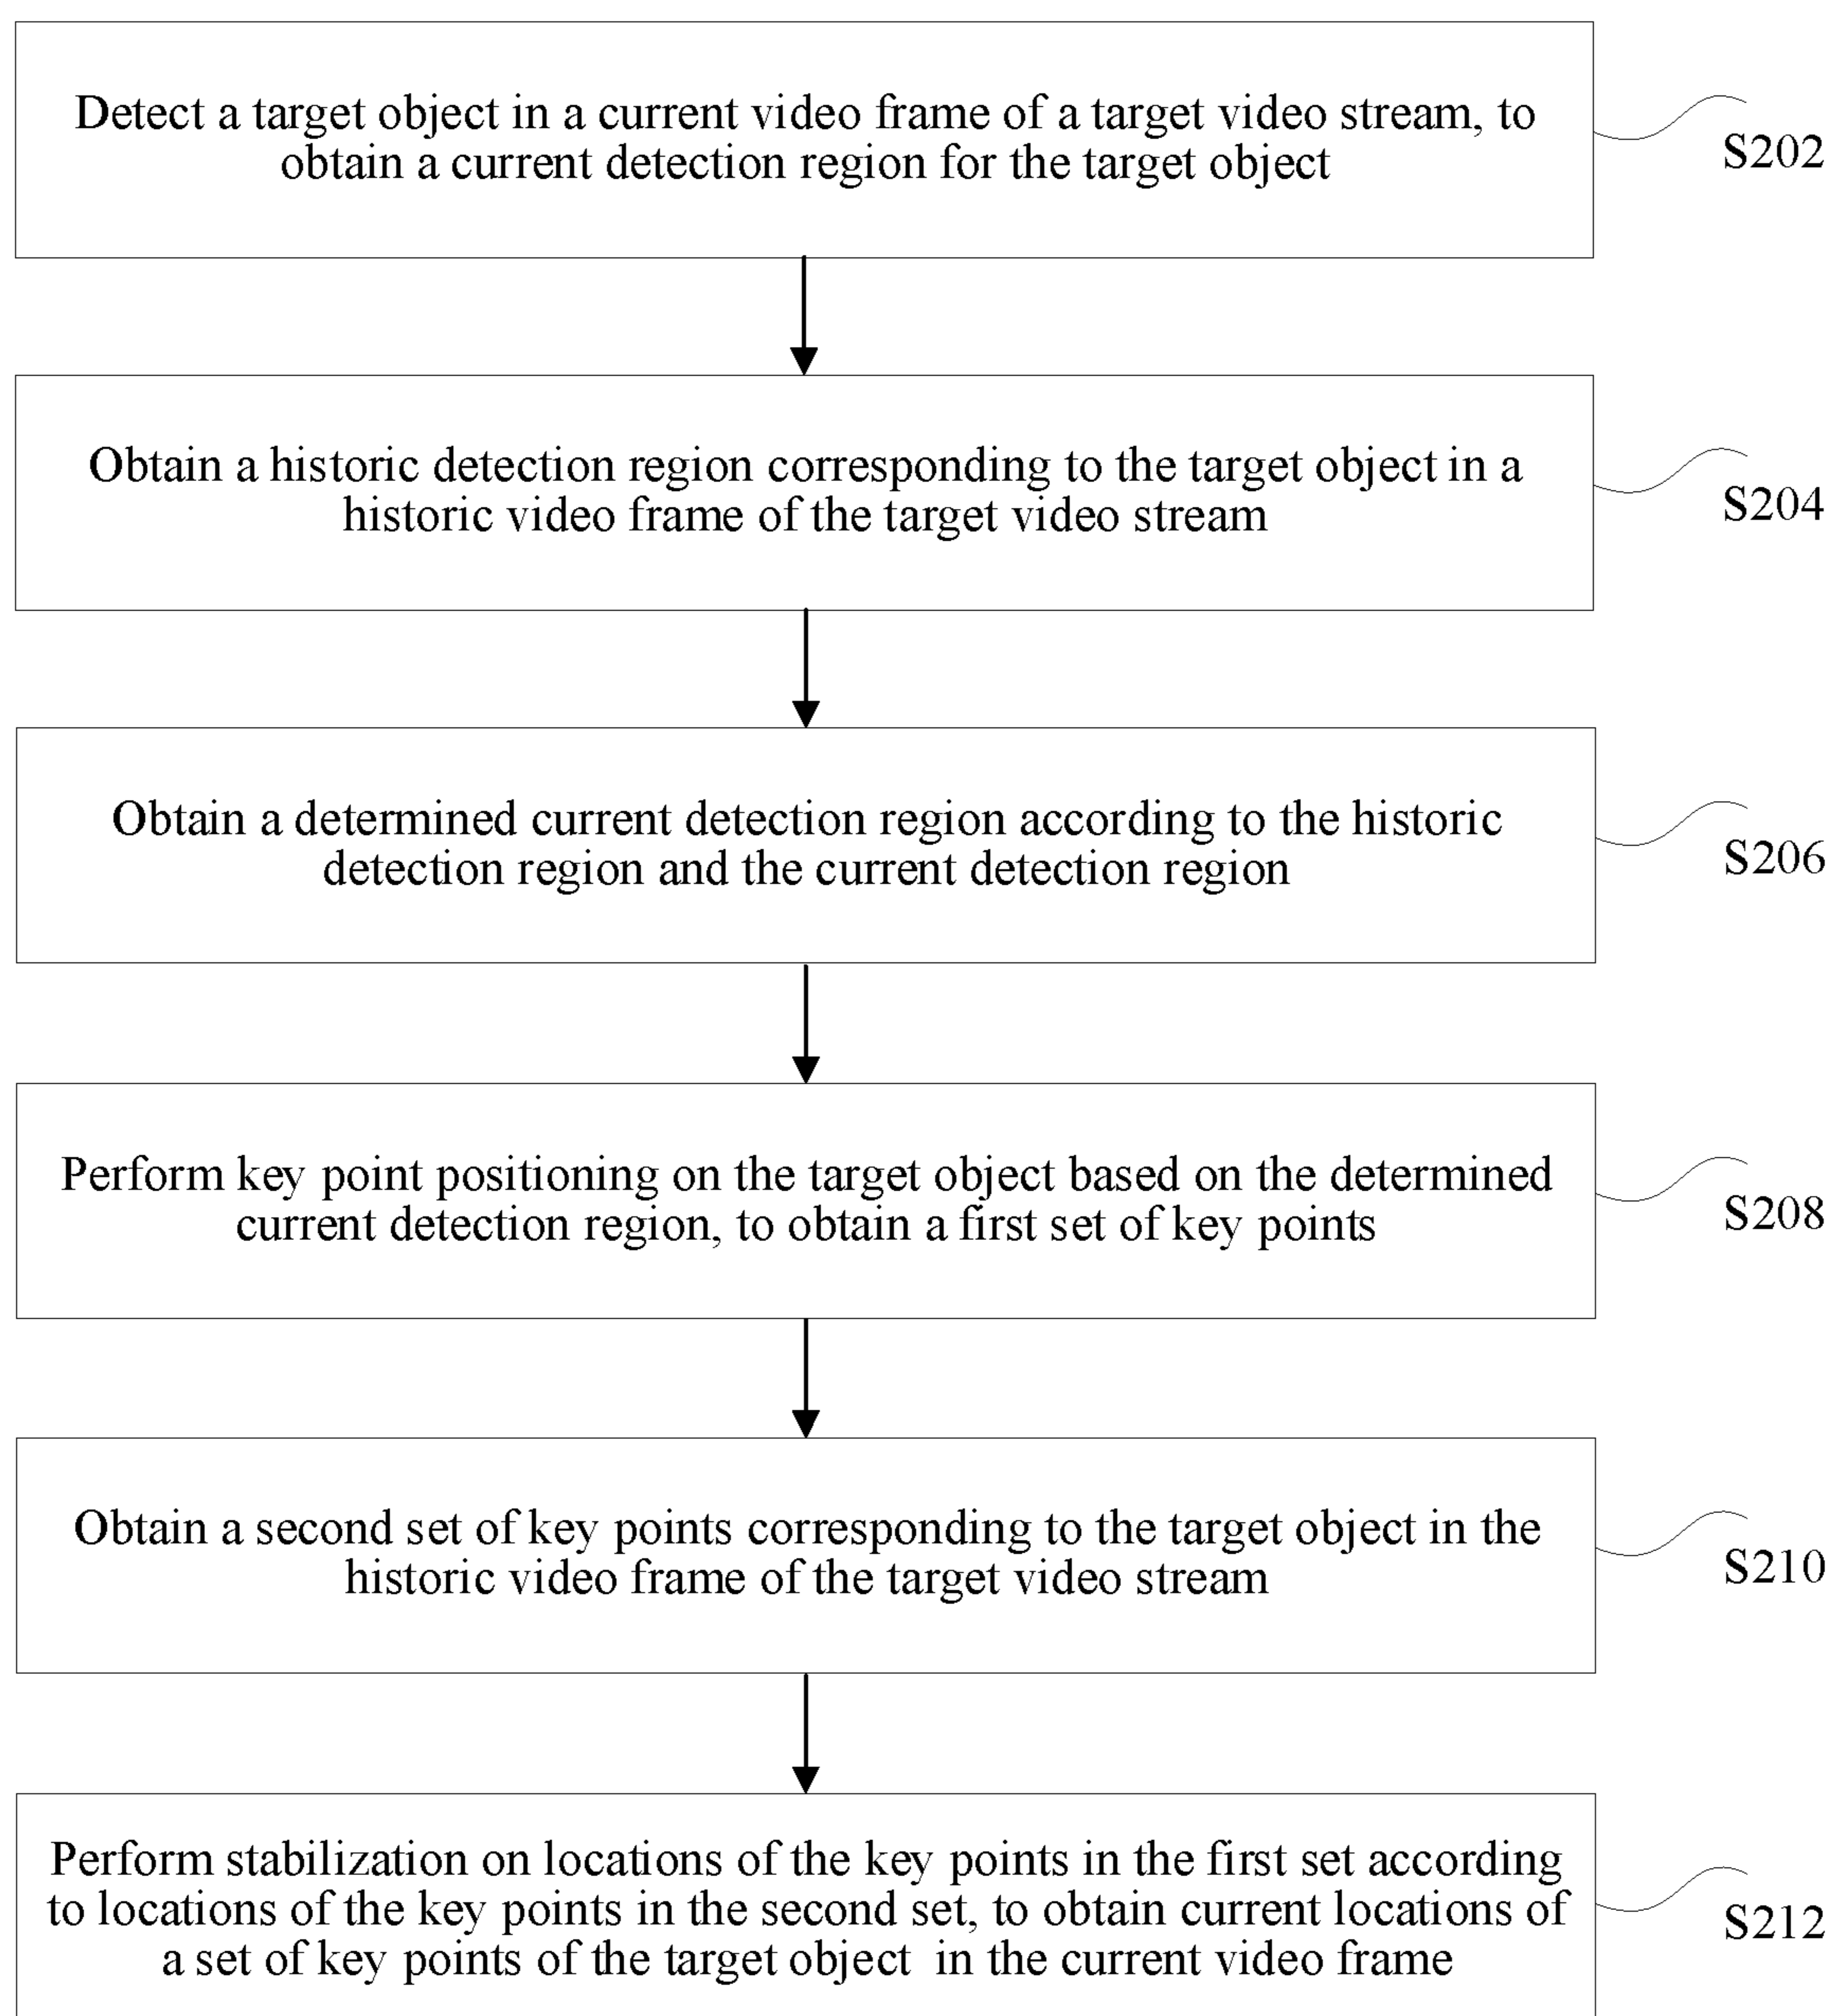 Detect a target object in a current video frame of a target video stream, to
obtain a current detection region for the target object
S202
Obtain a historic detection region corresponding to the target object in a
historic video frame of the target video stream
S204
Obtain a determined current detection region according to the historic
detection region and the current detection region
S206
Perform key point positioning on the target object based on the determined
current detection region, to obtain a first set of key points
S208
Obtain a second set of key points corresponding to the target object in the
historic video frame of the target video stream
S210
Perform stabilization on locations of the key points in the first set according
to locations of the key points in the second set, to obtain current locations of
a set of key points of the target object in the current video frame
S212